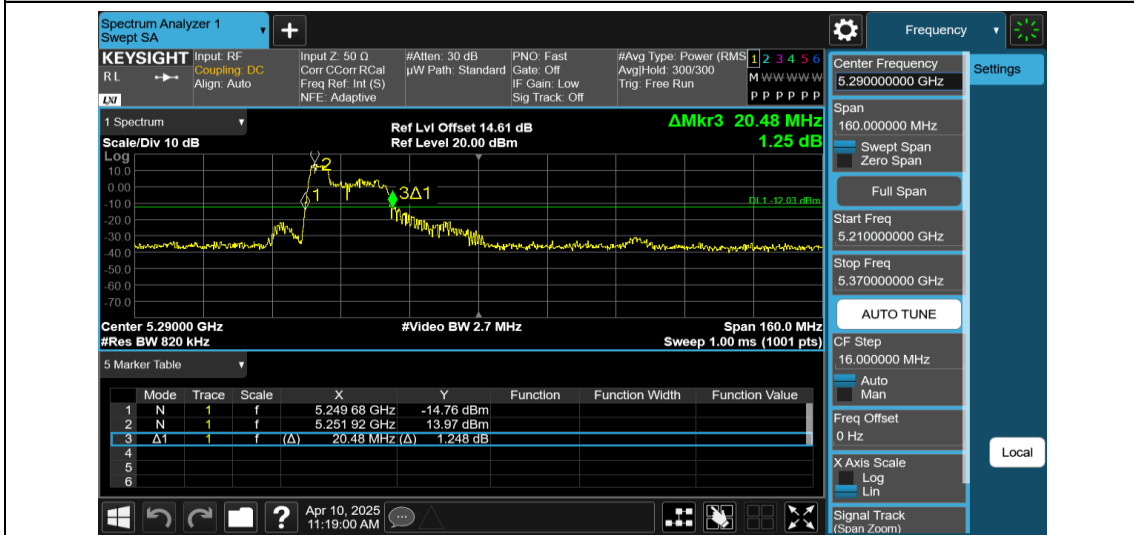 Spectrum Analyzer 1
Swept SA
+
Frequency
KEYSIGHT Input: RF
R L Coupling: DC
Align: Auto
LXI
Input Z: 50 Ω
Corr CCorr RCal
Freq Ref: Int (S)
NFE: Adaptive
#Atten: 30 dB
µW Path: Standard
PNO: Fast
Gate: Off
IF Gain: Low
Sig Track: Off
#Avg Type: Power (RMS
Avg|Hold: 300/300
Trig: Free Run
1 2 3 4 5 6
M W W W W W
P P P P P P
1 Spectrum
Scale/Div 10 dB
Ref Lvl Offset 14.61 dB
Ref Level 20.00 dBm
ΔMkr3 20.48 MHz
1.25 dB
Log
10.0
0.00
-10.0
-20.0
-30.0
-40.0
-50.0
-60.0
-70.0
2
1
3Δ1
DL1 -12.03 dBm
Center 5.29000 GHz
#Video BW 2.7 MHz
Span 160.0 MHz
#Res BW 820 kHz
Sweep 1.00 ms (1001 pts)
5 Marker Table
Mode Trace Scale X Y Function Function Width Function Value
1 N 1 f 5.249 68 GHz -14.76 dBm
2 N 1 f 5.251 92 GHz 13.97 dBm
3 Δ1 1 f (Δ) 20.48 MHz (Δ) 1.248 dB
4
5
6
Center Frequency
5.290000000 GHz
Settings
Span
160.000000 MHz
Swept Span
Zero Span
Full Span
Start Freq
5.210000000 GHz
Stop Freq
5.370000000 GHz
AUTO TUNE
CF Step
16.000000 MHz
Auto
Man
Freq Offset
0 Hz
X Axis Scale
Log
Lin
Signal Track
(Span Zoom)
Local
?
Apr 10, 2025
11:19:00 AM